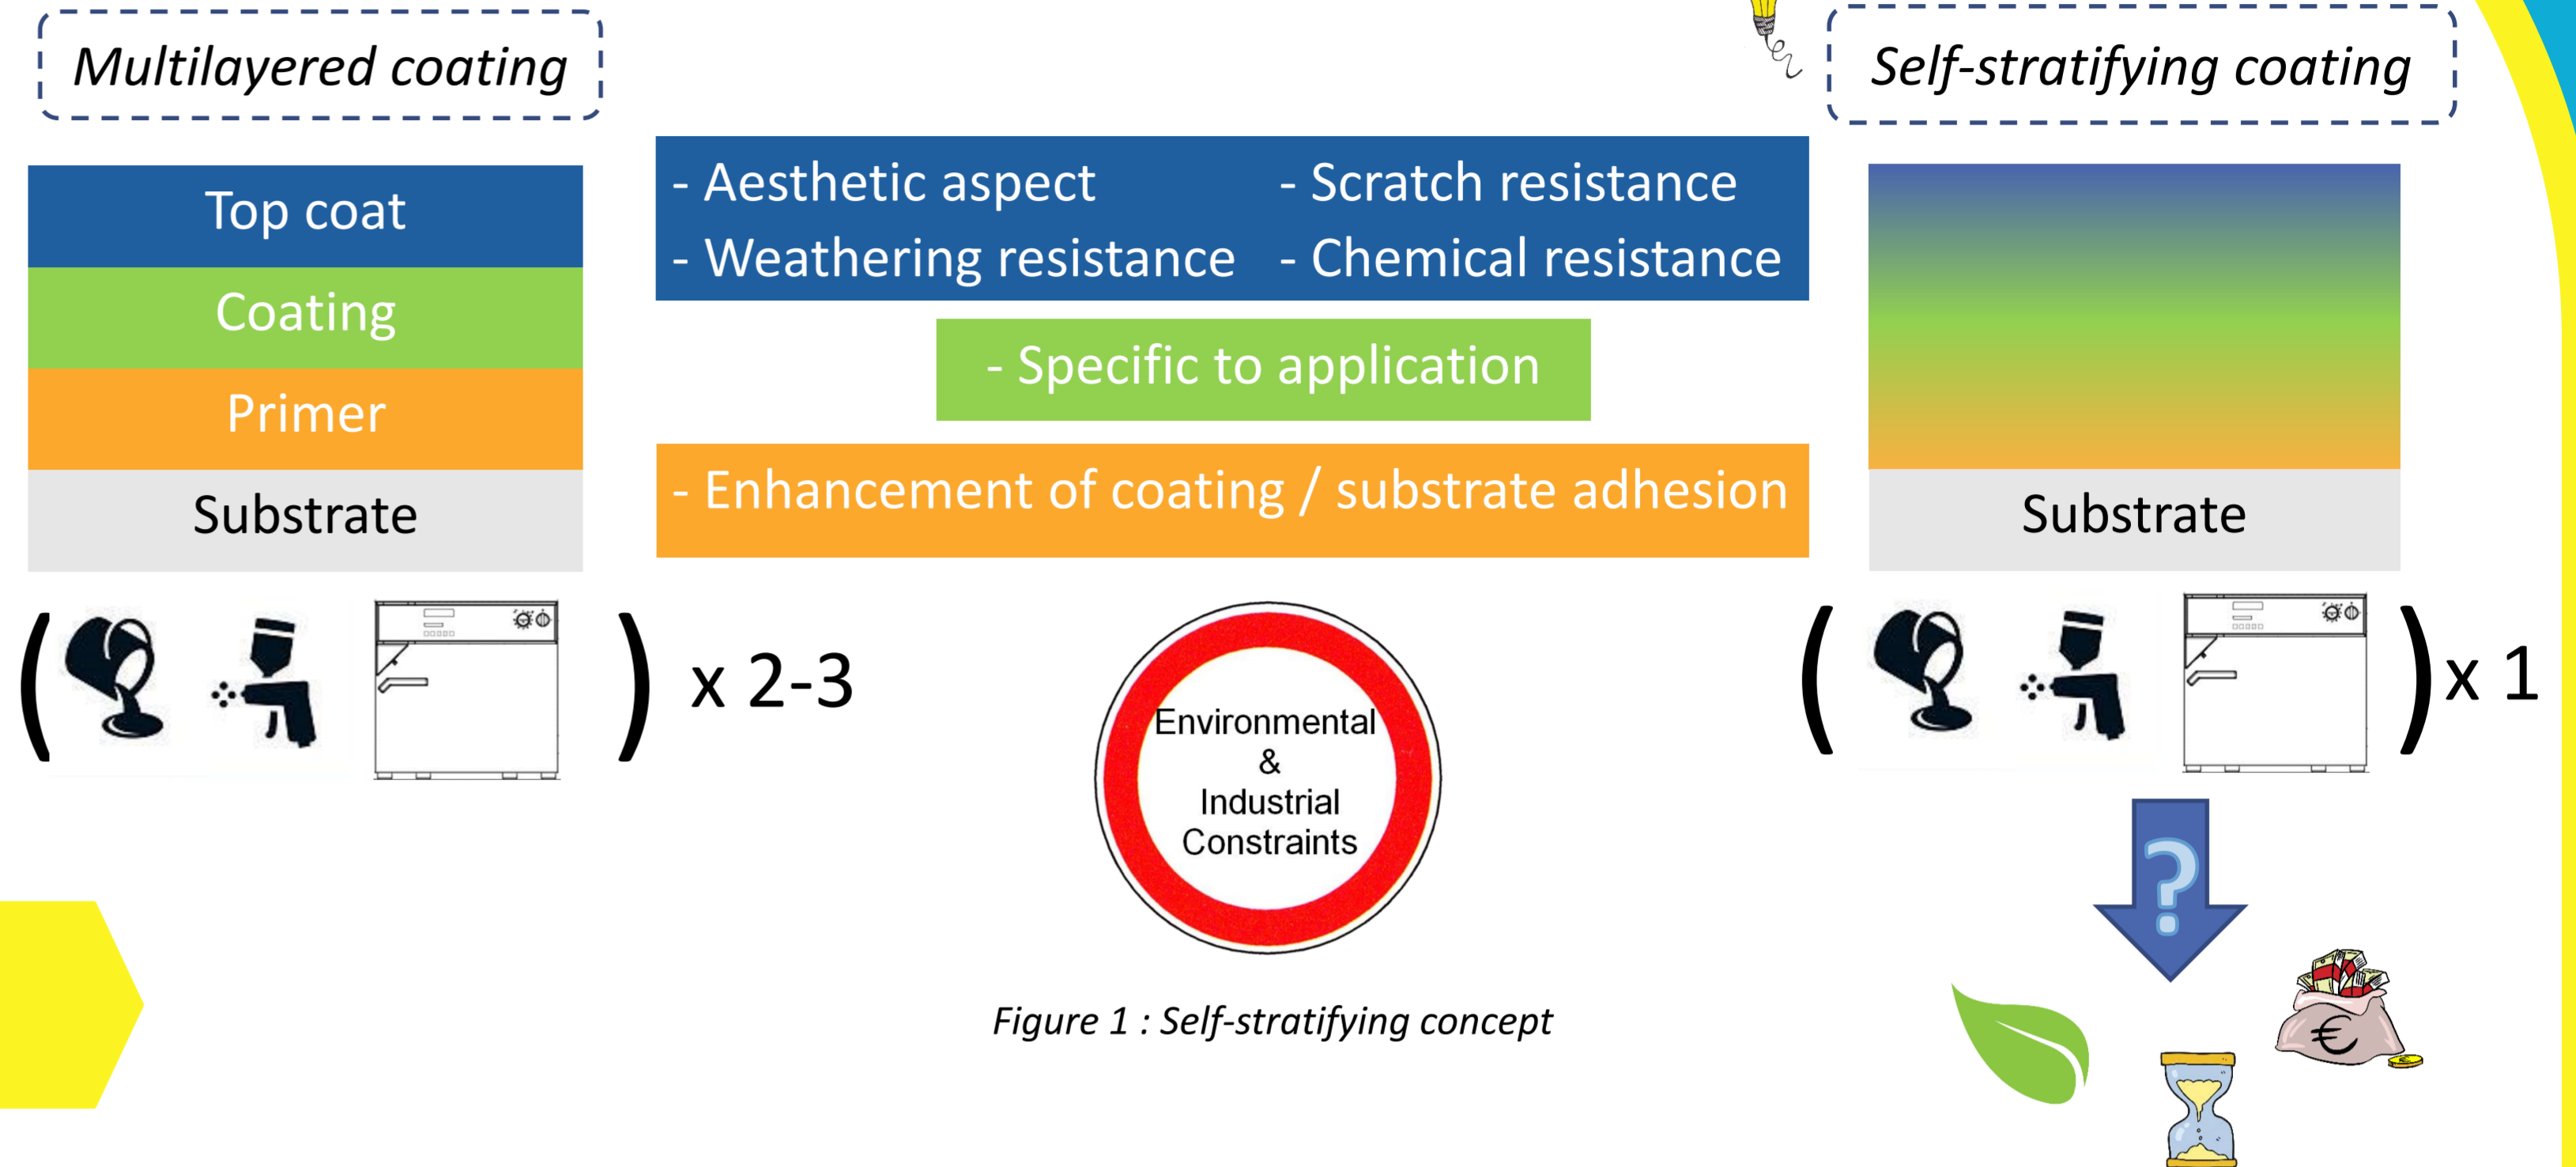 Multilayered coating
Self-stratifying coating
Top coat
Coating
Primer
Substrate
- Aesthetic aspect - Scratch resistance
- Weathering resistance - Chemical resistance
- Specific to application
- Enhancement of coating / substrate adhesion
Substrate
( ) x 2-3
( ) x 1
Environmental
&
Industrial
Constraints
?
€
Figure 1 : Self-stratifying concept